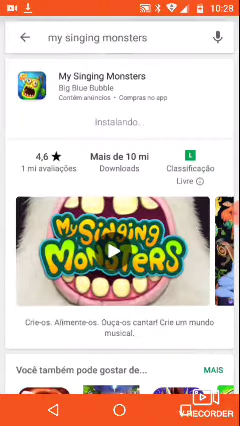 10:28
my singing monsters
My Singing Monsters
Big Blue Bubble
Contém anúncios • Compras no app
Instalando.
4,6 ★
1 mi avaliações
Mais de 10 mi
Downloads
L
Classificação
Livre
My Singing
Monsters
Crie-os. Alimente-os. Ouça-os cantar! Crie um mundo
musical.
Você também pode gostar de...
MAIS
V RECORDER